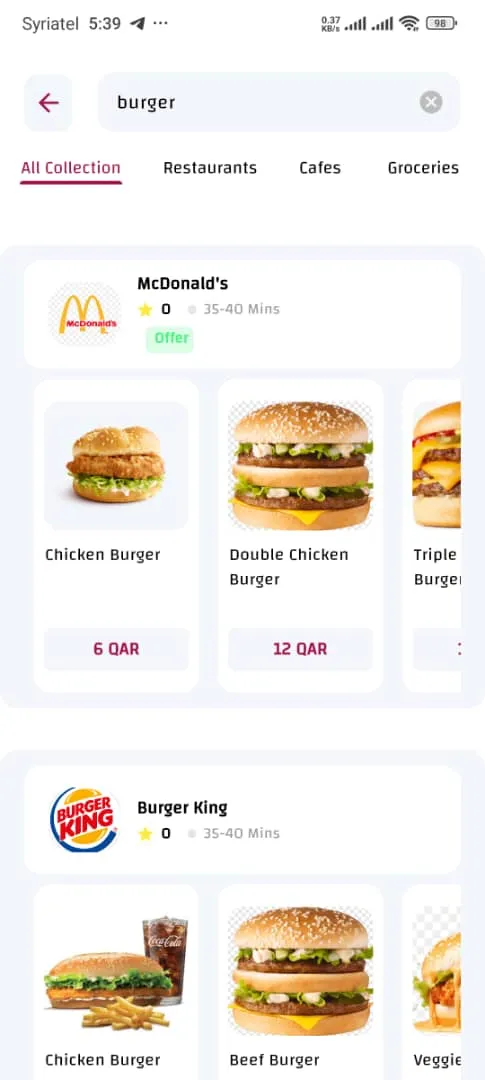 Syriatel 5:39 ...
0.37 KB/s 98
burger
All Collection Restaurants Cafes Groceries
McDonald's
McDonald's
0 35-40 Mins
Offer
Chicken Burger
6 QAR
Double Chicken
Burger
12 QAR
Triple
Burger
BURGER
KING
Burger King
0 35-40 Mins
Coca-Cola
Chicken Burger
Beef Burger
Veggie